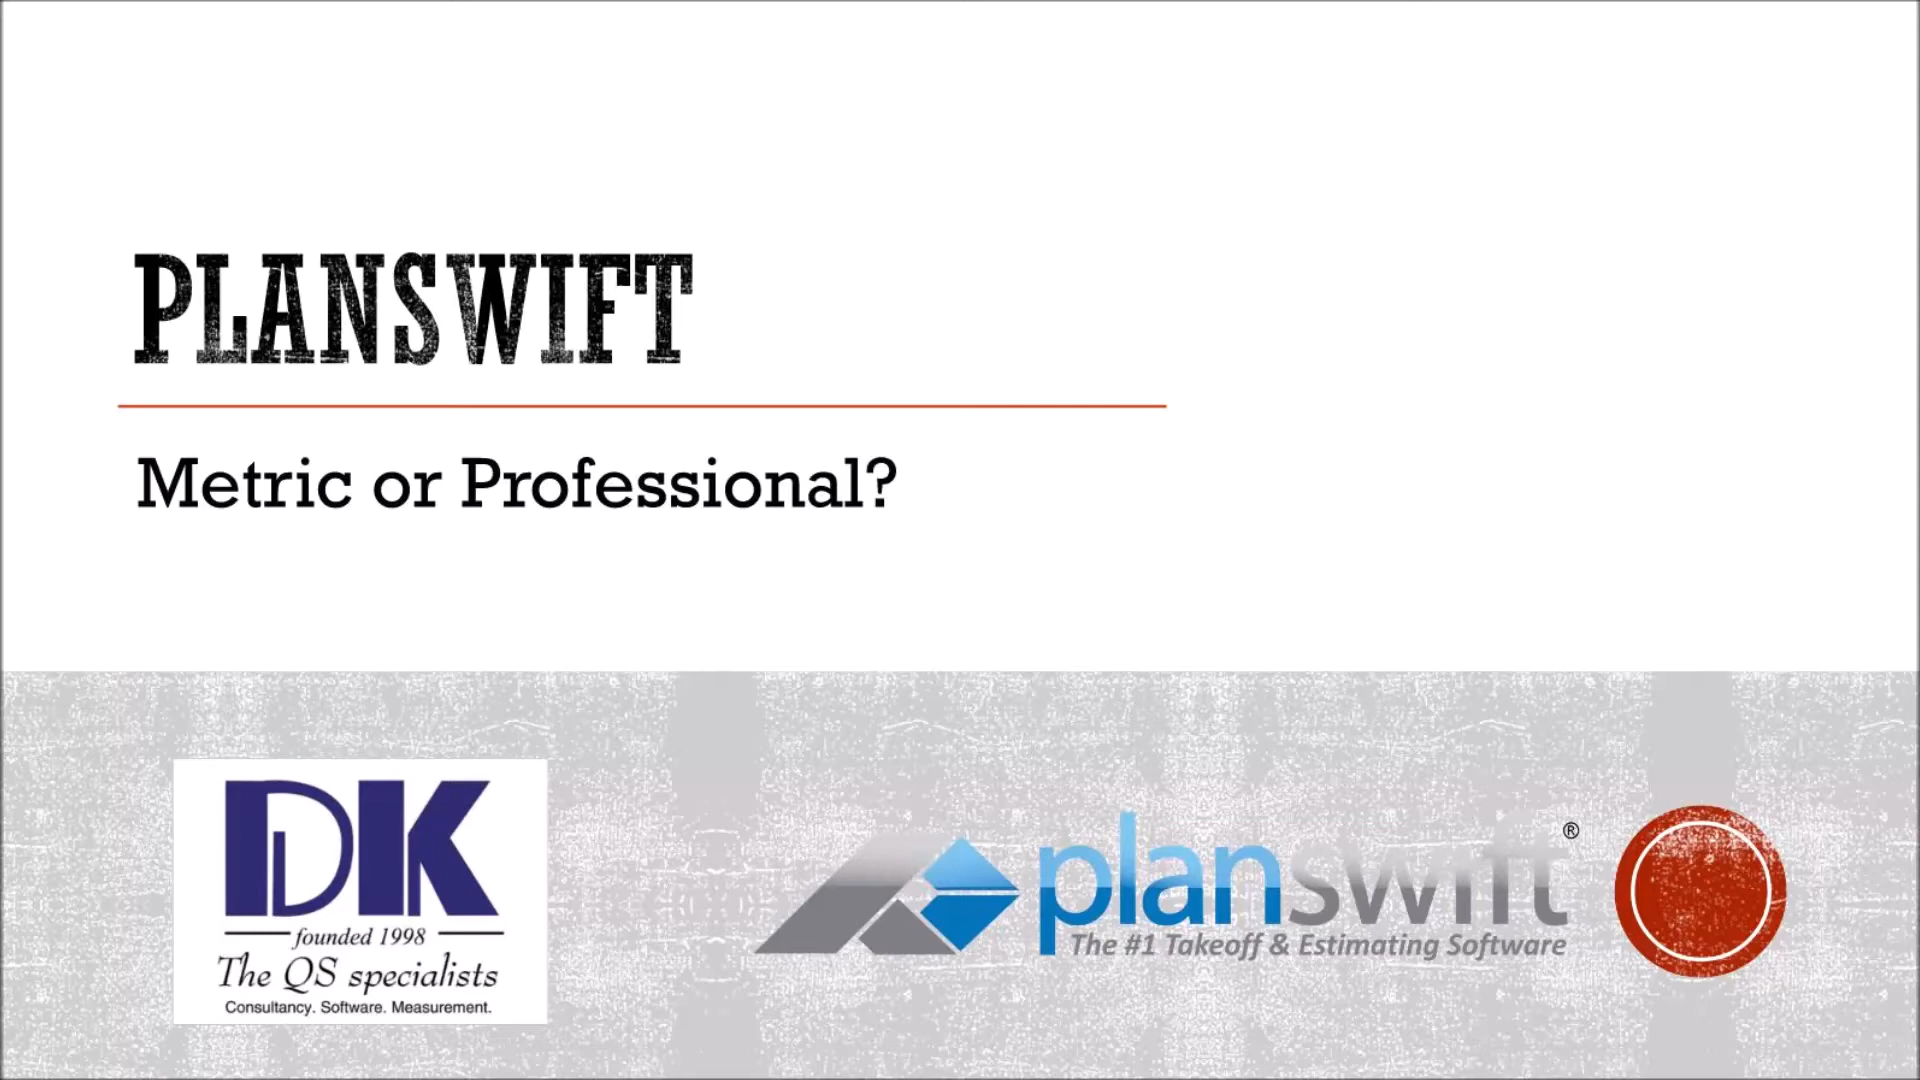 PLANSWIFT
Metric or Professional?
DK
founded 1998
The QS specialists
Consultancy. Software. Measurement.
planswift®
The #1 Takeoff & Estimating Software